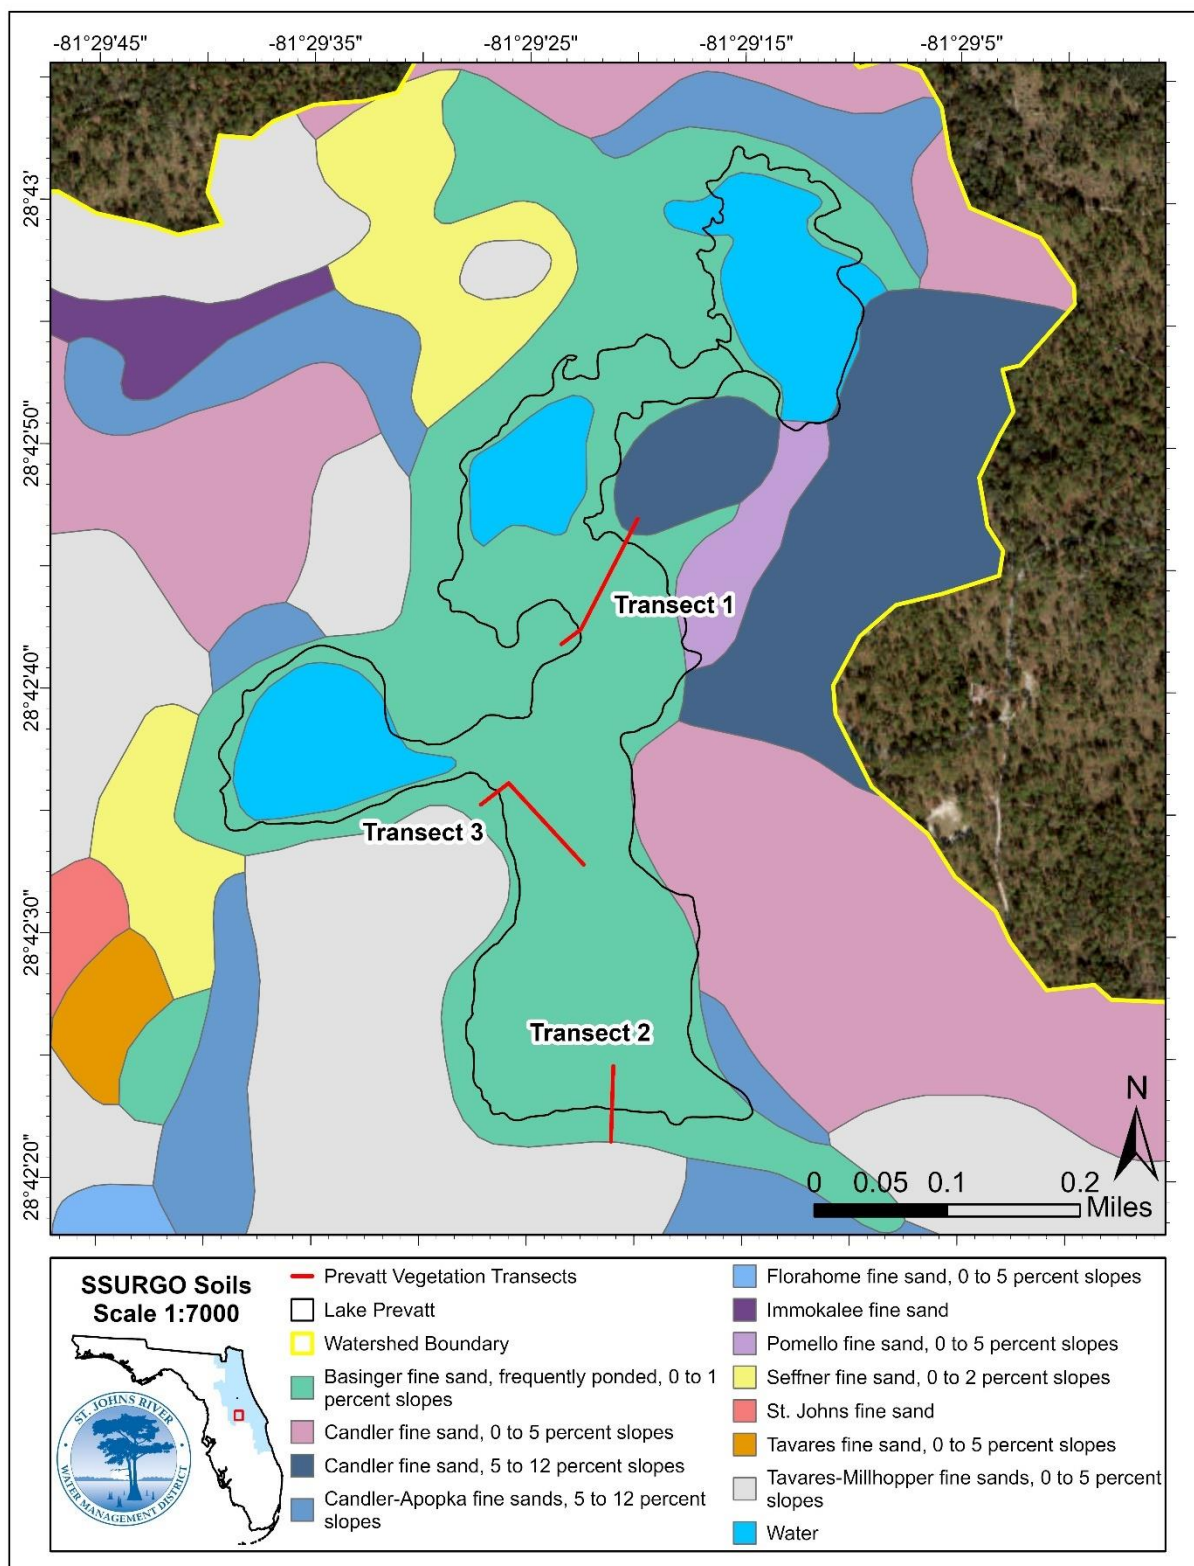 -81°29'45" -81°29'35" -81°29'25" -81°29'15" -81°29'5"
28°43'
28°42'50"
28°42'40"
28°42'30"
28°42'20"
Transect 1
Transect 3
Transect 2
N
0 0.05 0.1 0.2
Miles
SSURGO Soils
Scale 1:7000
ST. JOHNS RIVER
WATER MANAGEMENT DISTRICT
Prevatt Vegetation Transects
Lake Prevatt
Watershed Boundary
Basinger fine sand, frequently ponded, 0 to 1
percent slopes
Candler fine sand, 0 to 5 percent slopes
Candler fine sand, 5 to 12 percent slopes
Candler-Apopka fine sands, 5 to 12 percent
slopes
Florahome fine sand, 0 to 5 percent slopes
Immokalee fine sand
Pomello fine sand, 0 to 5 percent slopes
Seffner fine sand, 0 to 2 percent slopes
St. Johns fine sand
Tavares fine sand, 0 to 5 percent slopes
Tavares-Millhopper fine sands, 0 to 5 percent
slopes
Water